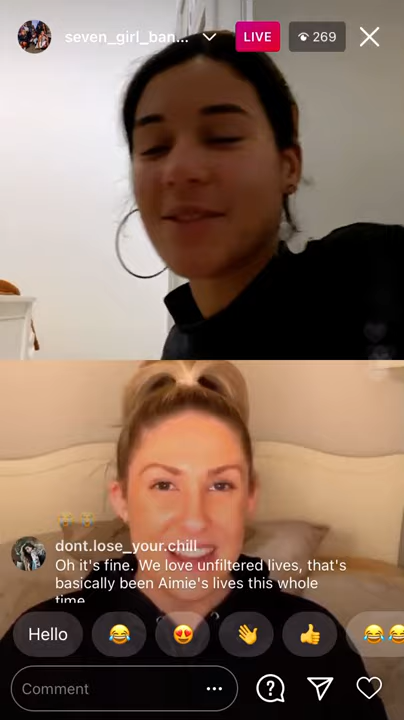 seven_girl_ban...
LIVE
269
dont.lose_your.chill
Oh it's fine. We love unfiltered lives, that's
basically been Aimie's lives this whole
time
Hello
Comment